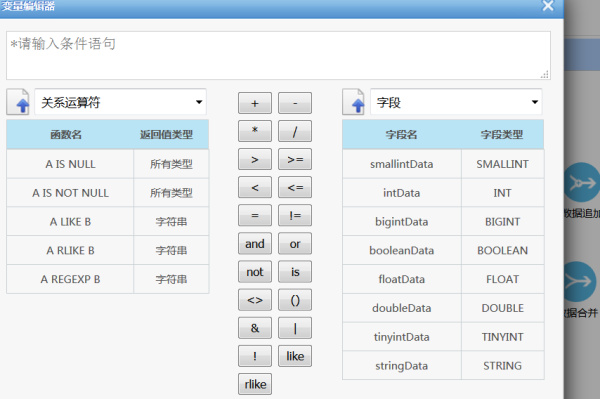 变量编辑器
*请输入条件语句
关系运算符
函数名 返回值类型
A IS NULL 所有类型
A IS NOT NULL 所有类型
A LIKE B 字符串
A RLIKE B 字符串
A REGEXP B 字符串
+ -
* /
> >=
< <=
= !=
and or
not is
<> ()
& |
! like
rlike
字段
字段名 字段类型
smallintData SMALLINT
intData INT
bigintData BIGINT
booleanData BOOLEAN
floatData FLOAT
doubleData DOUBLE
tinyintData TINYINT
stringData STRING
数据追加
据合并